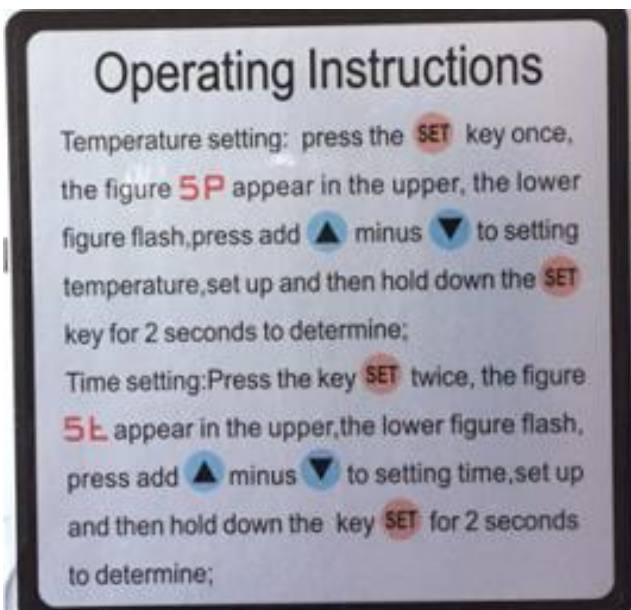 Operating Instructions
Temperature setting: press the SET key once,
the figure 5P appear in the upper, the lower
figure flash,press add ▲ minus ▼ to setting
temperature,set up and then hold down the SET
key for 2 seconds to determine;
Time setting:Press the key SET twice, the figure
5t appear in the upper,the lower figure flash,
press add ▲ minus ▼ to setting time,set up
and then hold down the key SET for 2 seconds
to determine;